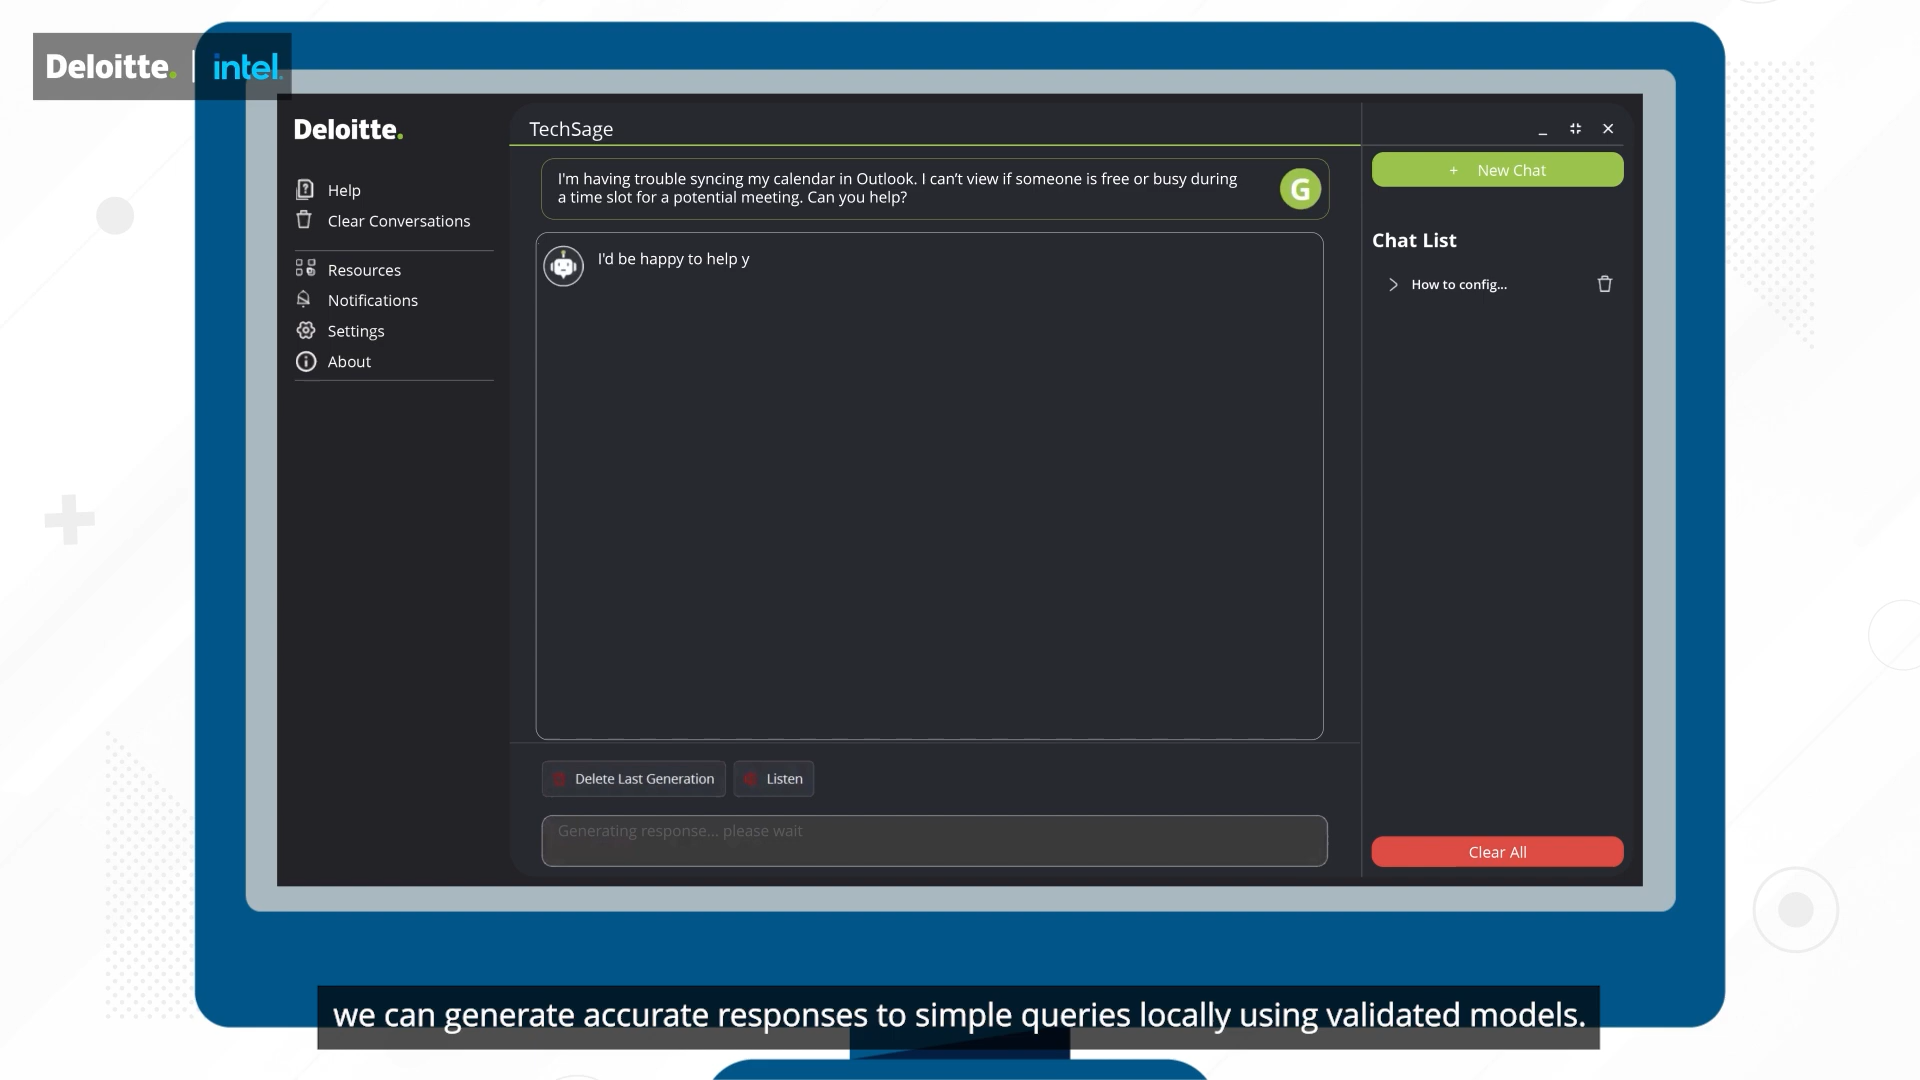 Deloitte. | intel.
Deloitte.
Help
Clear Conversations
Resources
Notifications
Settings
About
TechSage
I'm having trouble syncing my calendar in Outlook. I can't view if someone is free or busy during
a time slot for a potential meeting. Can you help?
G
I'd be happy to help y
Delete Last Generation
Listen
Generating response... please wait
+ New Chat
Chat List
How to config...
Clear All
we can generate accurate responses to simple queries locally using validated models.